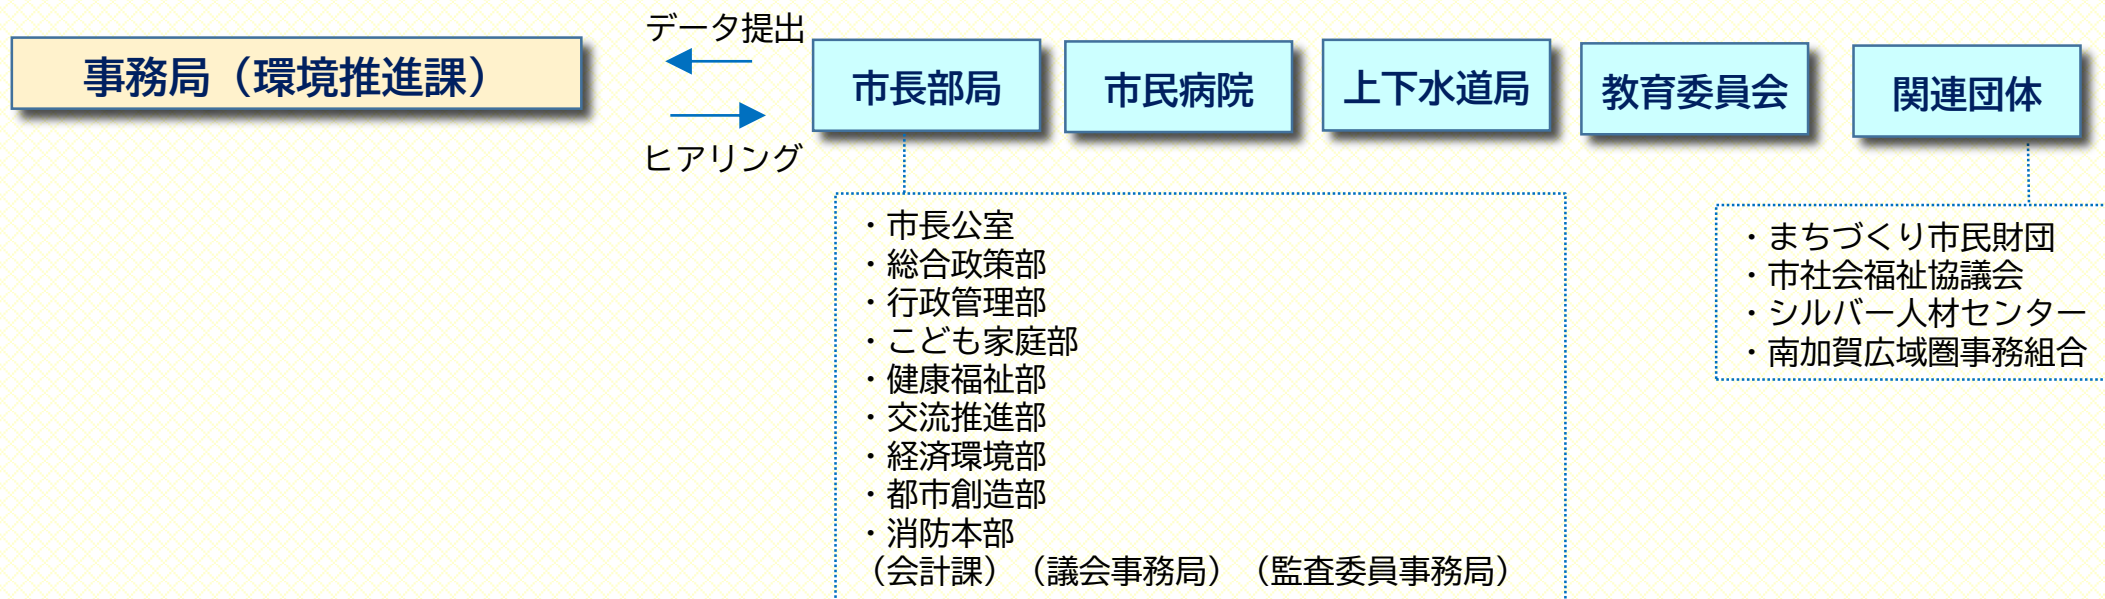 データ提出
事務局（環境推進課）
ヒアリング
市長部局
市民病院
上下水道局
教育委員会
関連団体
・市長公室
・総合政策部
・行政管理部
・こども家庭部
・健康福祉部
・交流推進部
・経済環境部
・都市創造部
・消防本部
（会計課）（議会事務局）（監査委員事務局）
・まちづくり市民財団
・市社会福祉協議会
・シルバー人材センター
・南加賀広域圏事務組合